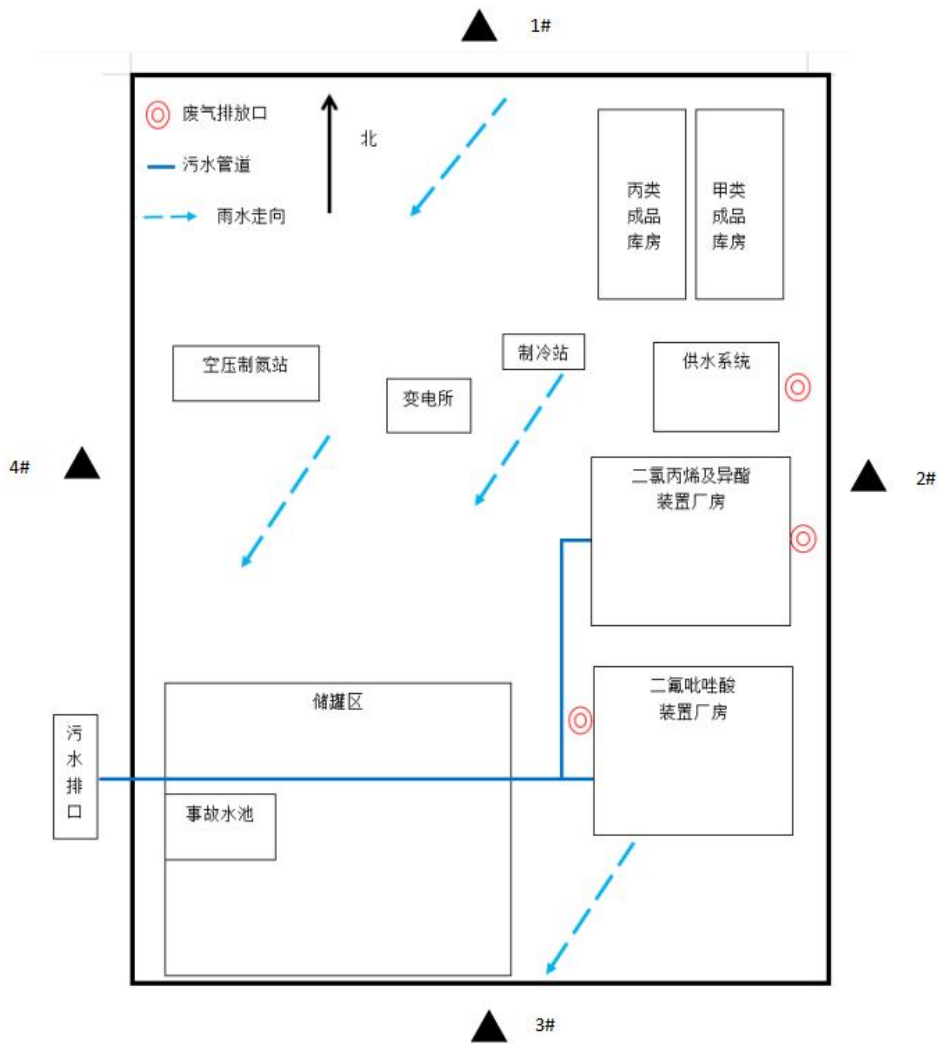 1#
废气排放口
北
污水管道
雨水走向
丙类
成品
库房
甲类
成品
库房
空压制氮站
变电所
制冷站
供水系统
4#
2#
二氯丙烯及异酯
装置厂房
储罐区
二氟吡唑酸
装置厂房
污
水
排
口
事故水池
3#